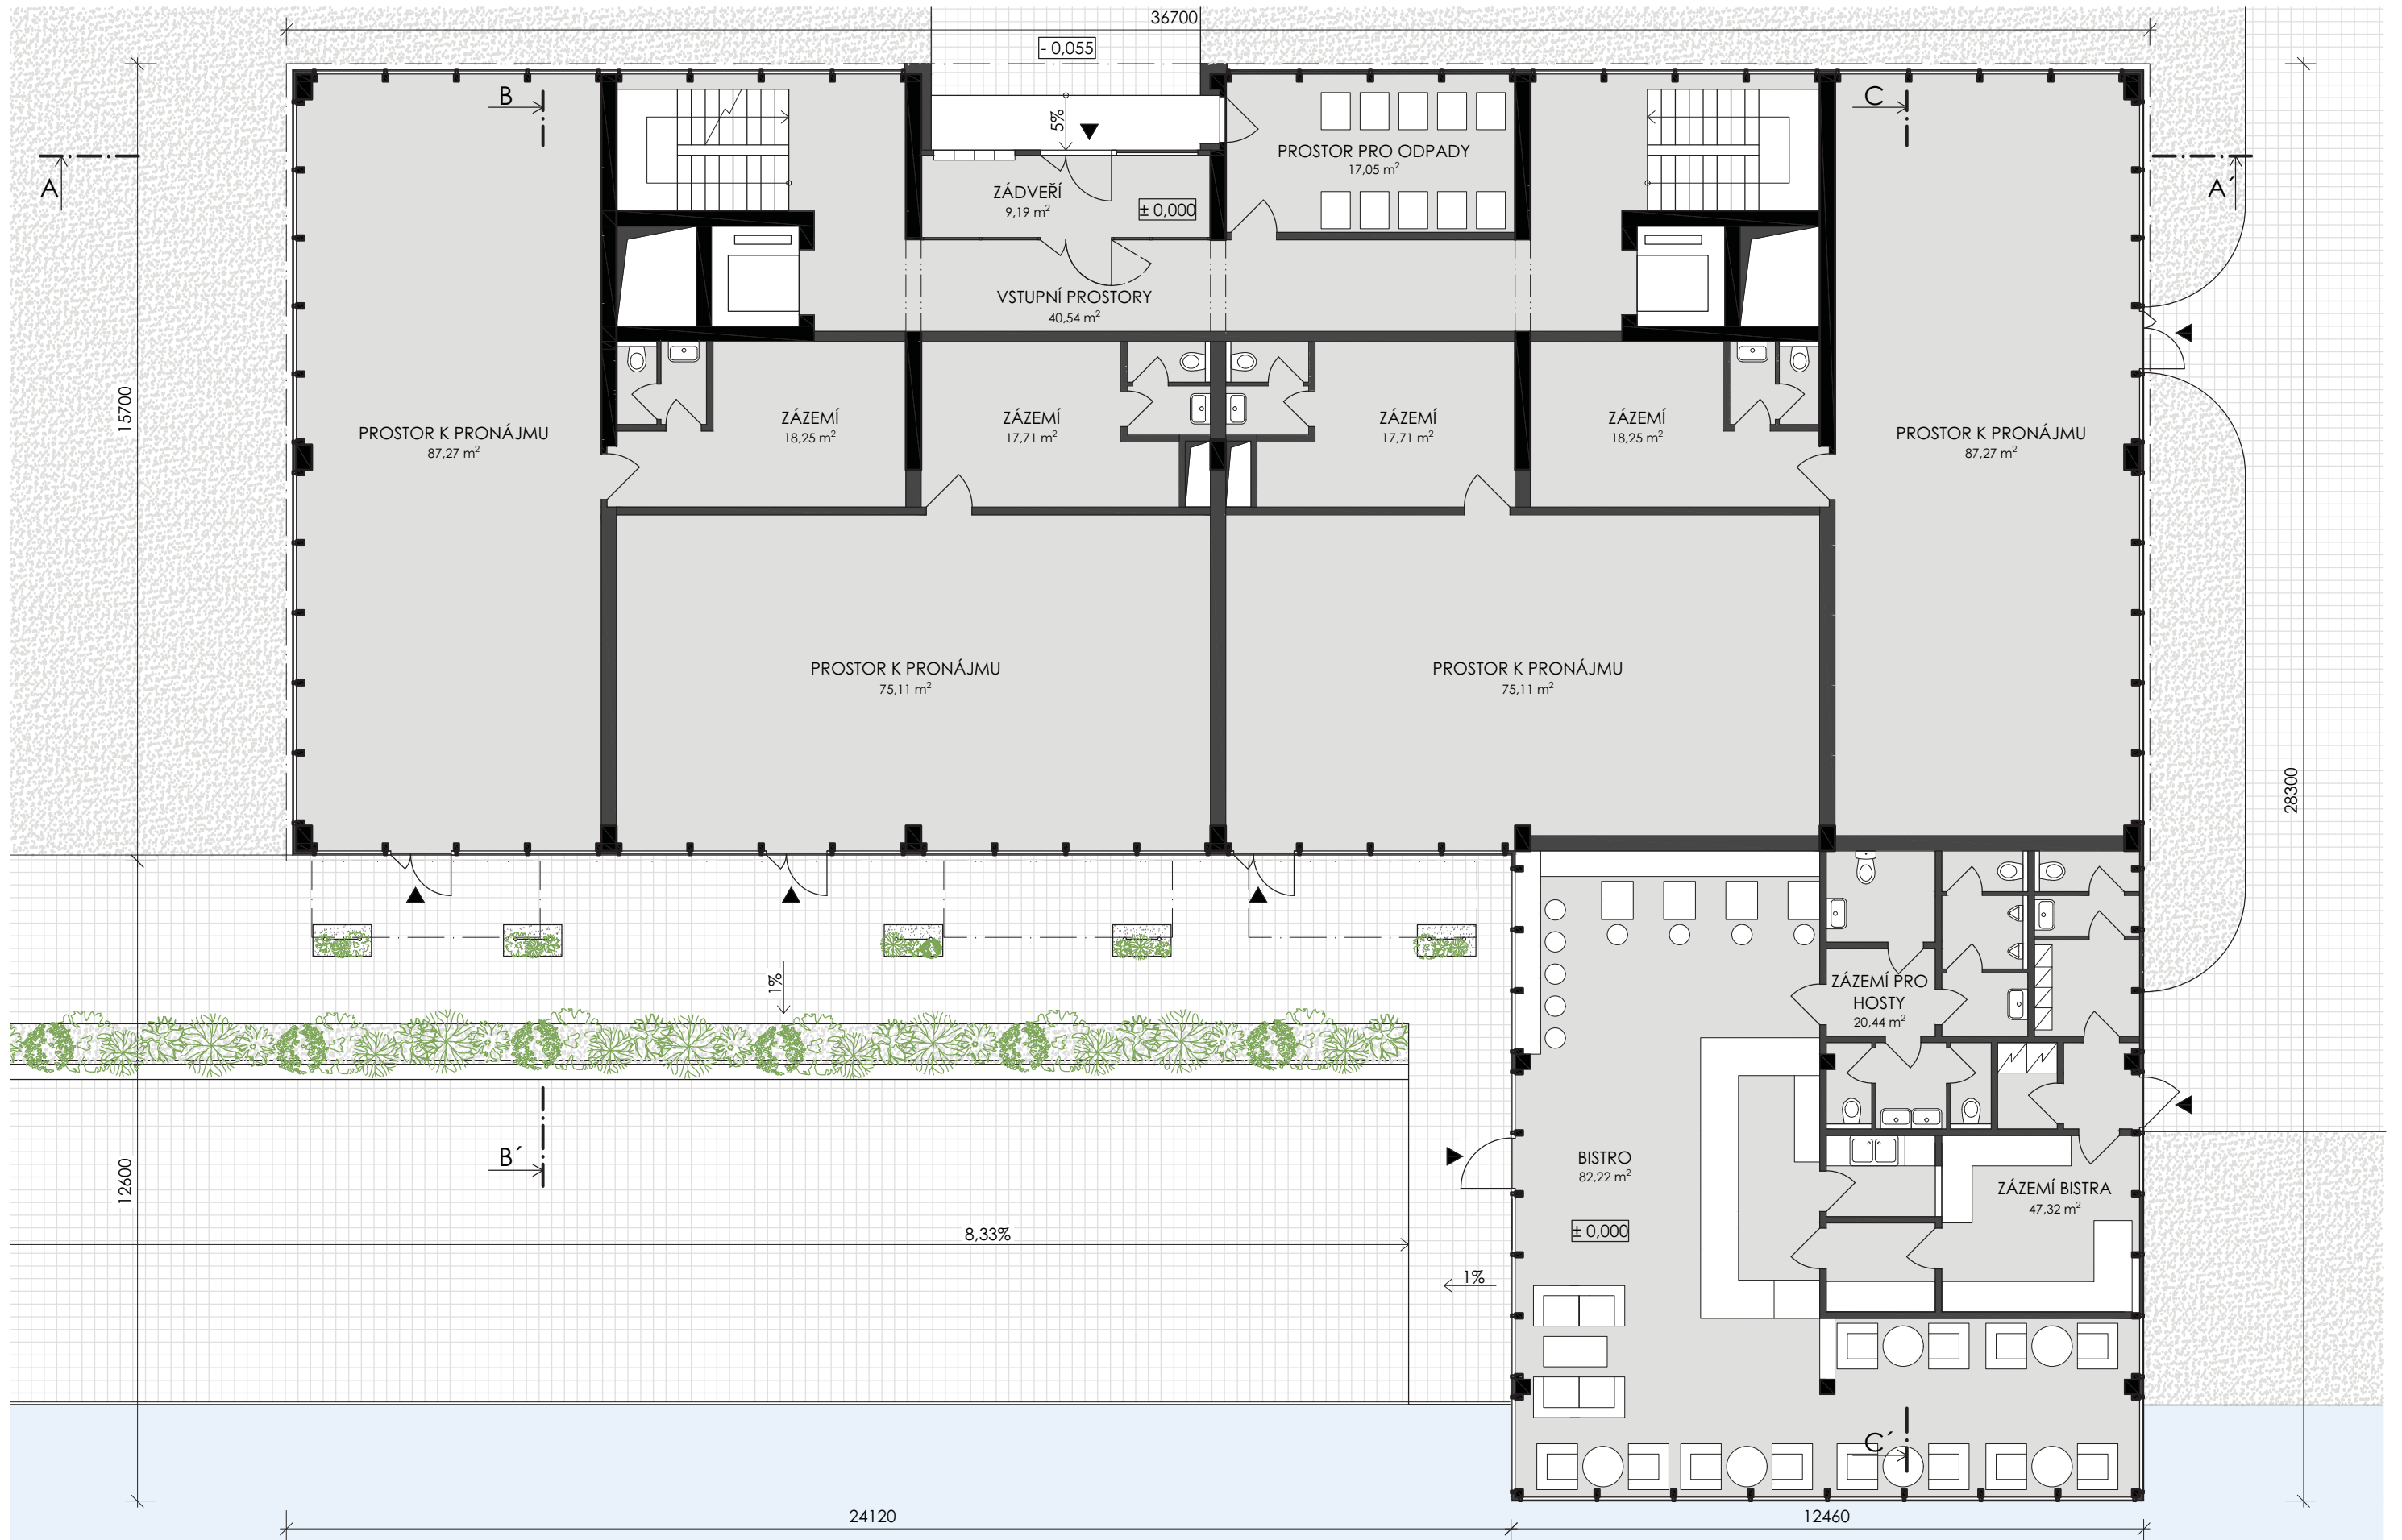 36700
- 0,055
B
C
5%
PROSTOR PRO ODPADY
17,05 m²
A
A´
ZÁDVEŘÍ
9,19 m²
± 0,000
VSTUPNÍ PROSTORY
40,54 m²
15700
PROSTOR K PRONÁJMU
87,27 m²
ZÁZEMÍ
18,25 m²
ZÁZEMÍ
17,71 m²
ZÁZEMÍ
17,71 m²
ZÁZEMÍ
18,25 m²
PROSTOR K PRONÁJMU
87,27 m²
PROSTOR K PRONÁJMU
75,11 m²
PROSTOR K PRONÁJMU
75,11 m²
28300
1%
ZÁZEMÍ PRO
HOSTY
20,44 m²
B´
12600
BISTRO
82,22 m²
ZÁZEMÍ BISTRA
47,32 m²
8,33%
± 0,000
1%
C´
24120
12460